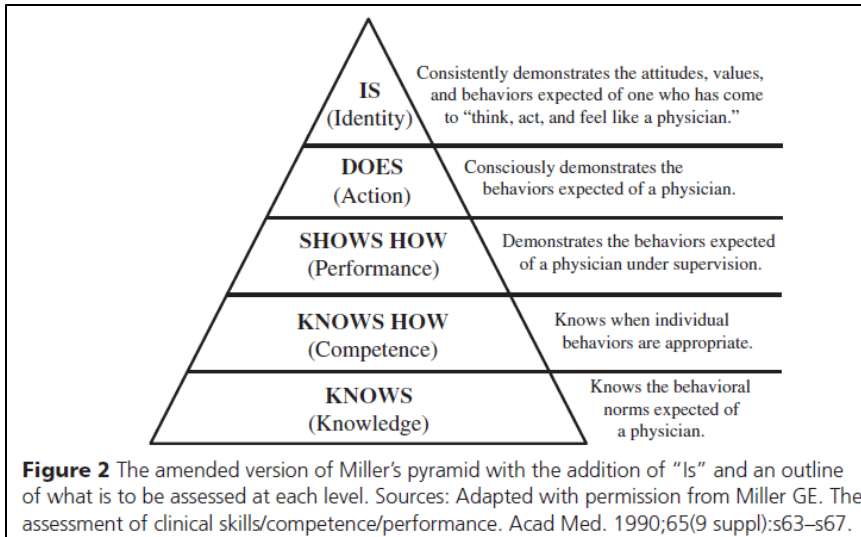 IS
(Identity)
Consistently demonstrates the attitudes, values,
and behaviors expected of one who has come
to “think, act, and feel like a physician.”
DOES
(Action)
Consciously demonstrates the
behaviors expected of a physician.
SHOWS HOW
(Performance)
Demonstrates the behaviors expected
of a physician under supervision.
KNOWS HOW
(Competence)
Knows when individual
behaviors are appropriate.
KNOWS
(Knowledge)
Knows the behavioral
norms expected of
a physician.
Figure 2 The amended version of Miller’s pyramid with the addition of “Is” and an outline
of what is to be assessed at each level. Sources: Adapted with permission from Miller GE. The
assessment of clinical skills/competence/performance. Acad Med. 1990;65(9 suppl):s63–s67.